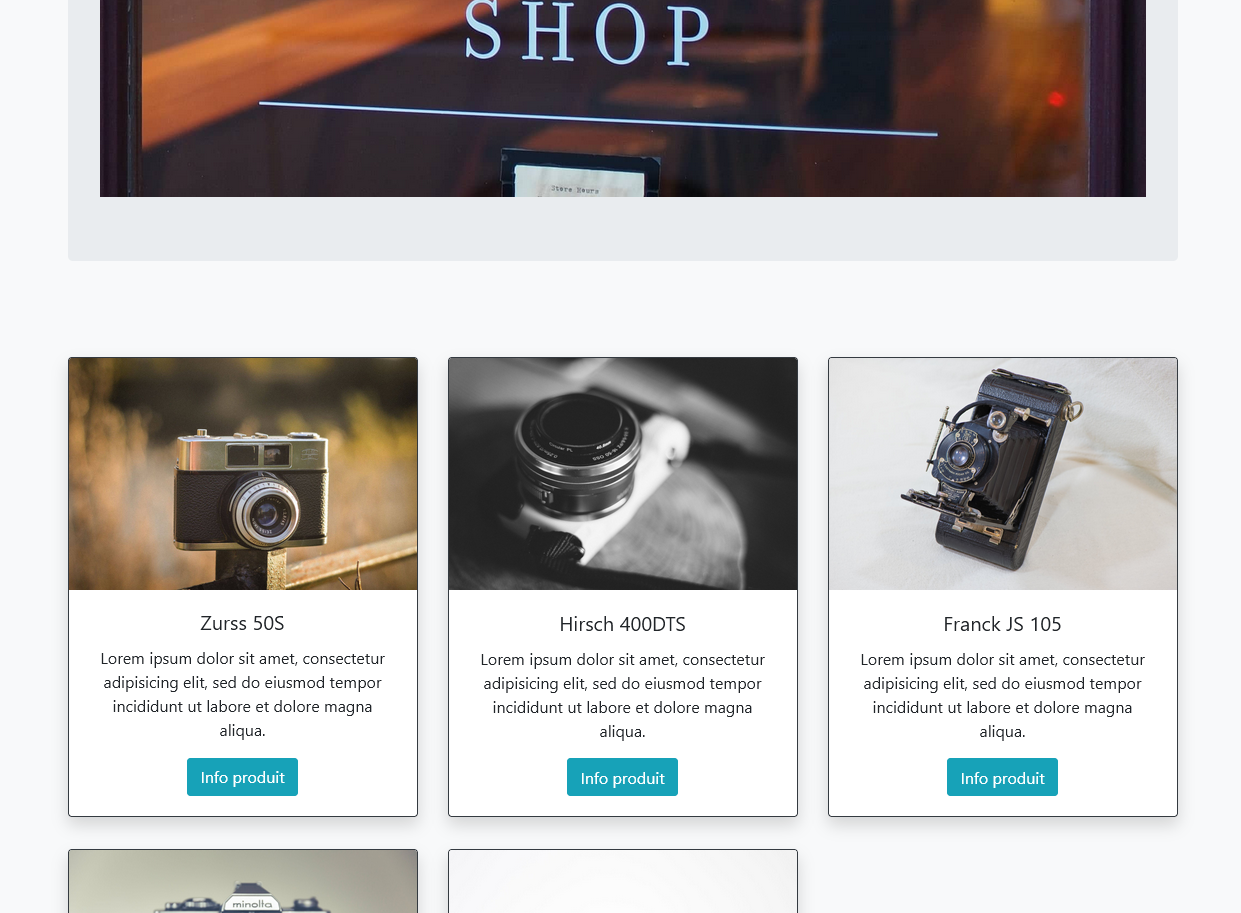 SHOP
Store Hours
Zurss 50S
Lorem ipsum dolor sit amet, consectetur
adipisicing elit, sed do eiusmod tempor
incididunt ut labore et dolore magna
aliqua.
Info produit
Hirsch 400DTS
Lorem ipsum dolor sit amet, consectetur
adipisicing elit, sed do eiusmod tempor
incididunt ut labore et dolore magna
aliqua.
Info produit
Franck JS 105
Lorem ipsum dolor sit amet, consectetur
adipisicing elit, sed do eiusmod tempor
incididunt ut labore et dolore magna
aliqua.
Info produit
minolta